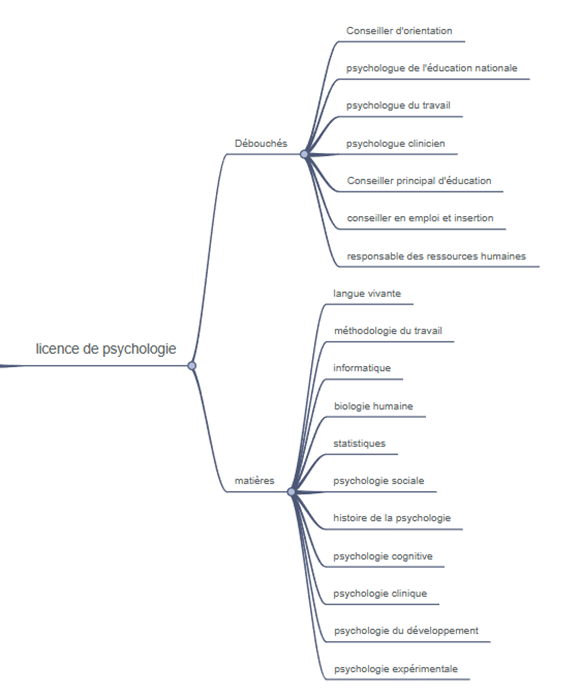 licence de psychologie
Débouchés
Conseiller d'orientation
psychologue de l'éducation nationale
psychologue du travail
psychologue clinicien
Conseiller principal d'éducation
conseiller en emploi et insertion
responsable des ressources humaines
matières
langue vivante
méthodologie du travail
informatique
biologie humaine
statistiques
psychologie sociale
histoire de la psychologie
psychologie cognitive
psychologie clinique
psychologie du développement
psychologie expérimentale